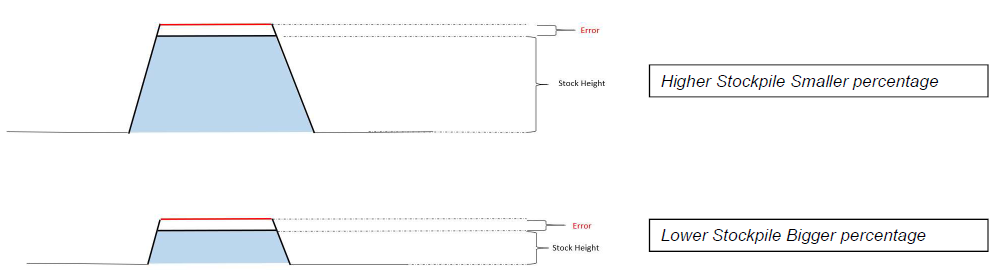 Error
Stock Height
Higher Stockpile Smaller percentage
Error
Stock Height
Lower Stockpile Bigger percentage